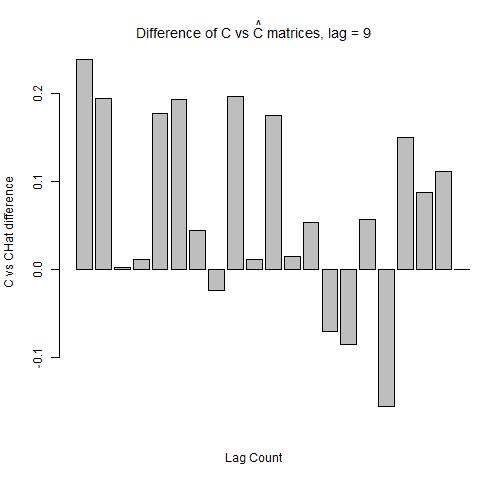 Difference of C vs Ĉ matrices, lag = 9
C vs CHat difference
0.2
0.1
0.0
-0.1
Lag Count